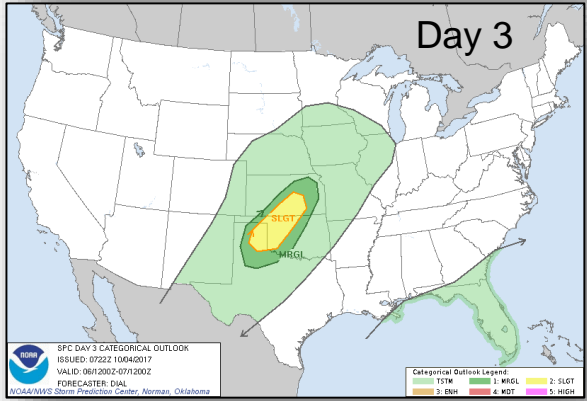 Day 3
SLGT
MRGL
NOAA
SPC DAY 3 CATEGORICAL OUTLOOK
ISSUED: 0722Z 10/04/2017
VALID: 06/1200Z-07/1200Z
FORECASTER: DIAL
NOAA/NWS Storm Prediction Center, Norman, Oklahoma
Categorical Outlook Legend:
TSTM 1: MRGL 2: SLGT
3: ENH 4: MDT 5: HIGH